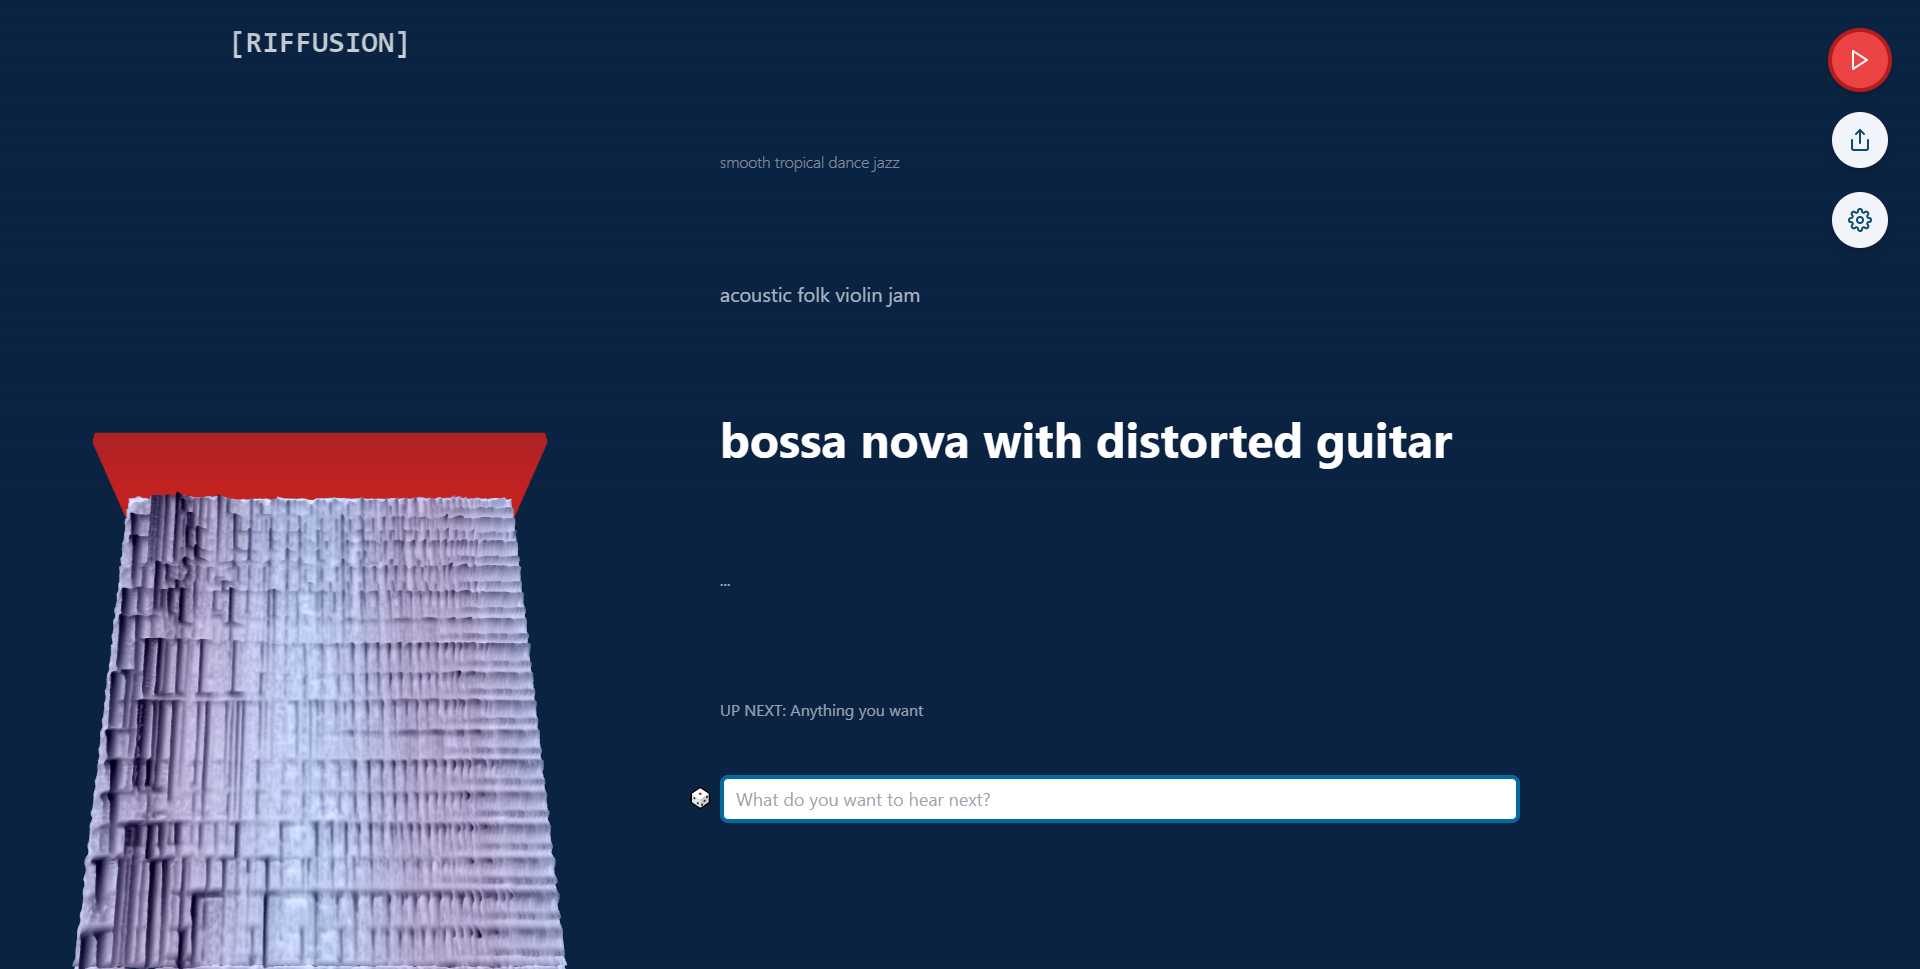 [RIFFUSION]
smooth tropical dance jazz
acoustic folk violin jam
bossa nova with distorted guitar
...
UP NEXT: Anything you want
What do you want to hear next?